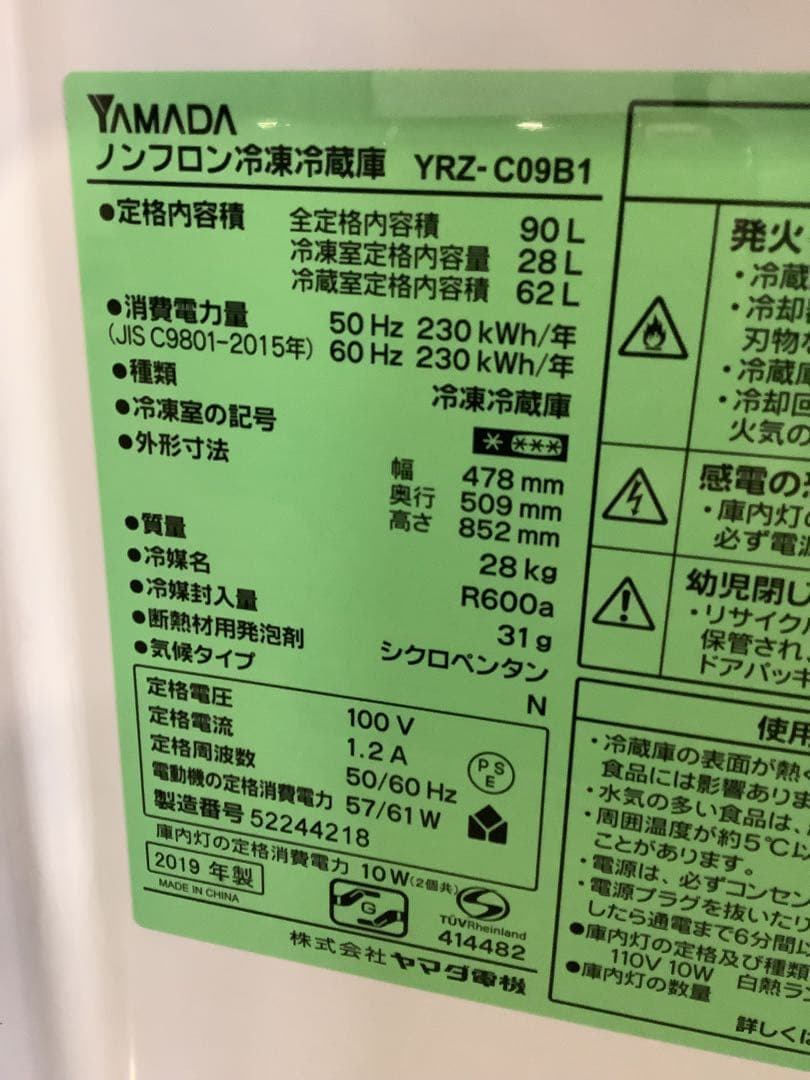 YAMADA
ノンフロン冷凍冷蔵庫 YRZ-C09B1
●定格内容積 全定格内容積 90 L
冷凍室定格内容量 28 L
冷蔵室定格内容積 62 L
●消費電力量 50 Hz 230 kWh/年
(JIS C9801-2015年) 60 Hz 230 kWh/年
●種類 冷凍冷蔵庫
●冷凍室の記号 * ***
●外形寸法 幅 478 mm
奥行 509 mm
高さ 852 mm
●質量 28 kg
●冷媒名 R600a
●冷媒封入量 31 g
●断熱材用発泡剤 シクロペンタン
●気候タイプ N
定格電圧 100 V
定格電流 1.2 A
定格周波数 50/60 Hz
電動機の定格消費電力 57/61 W
製造番号 52244218
PSE
庫内灯の定格消費電力 10W(2個共)
2019 年製
MADE IN CHINA
G
TÜVRheinland
414482
株式会社ヤマダ電機
発火
・冷蔵
・冷却
刃物な
・冷蔵庫
・冷却回
火気の
感電の
・庫内灯の
必ず電源
幼児閉じ
・リサイクル
保管され、
ドアパッキ
使用
・冷蔵庫の表面が熱く
食品には影響ありま
・水気の多い食品は、
・周囲温度が約5℃以
ことがあります。
・電源は、必ずコンセン
・電源プラグを抜いたり
したら通電まで6分間以
●庫内灯の定格及び種類
110V 10W 白熱ラ
●庫内灯の数量
詳しくは